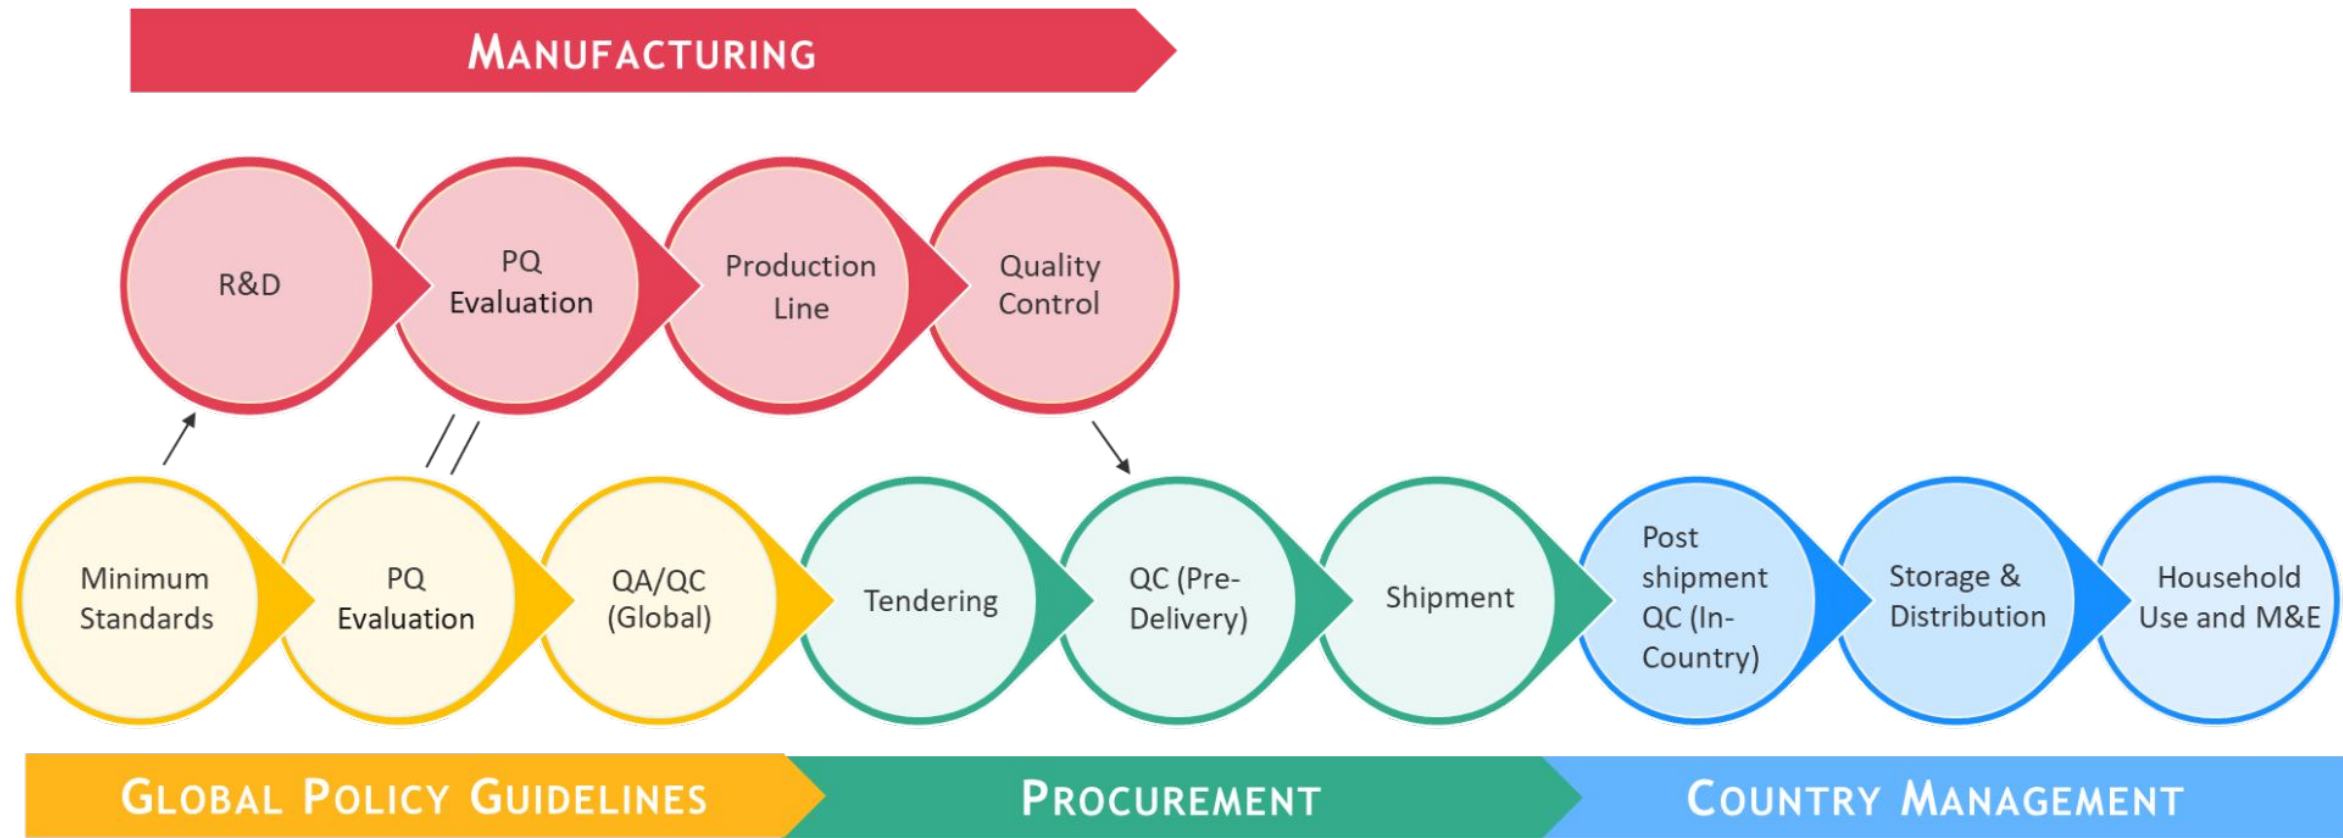 MANUFACTURING
R&D
PQ
Evaluation
Production
Line
Quality
Control
Minimum
Standards
PQ
Evaluation
QA/QC
(Global)
Tendering
QC (Pre-
Delivery)
Shipment
Post
shipment
QC (In-
Country)
Storage &
Distribution
Household
Use and M&E
GLOBAL POLICY GUIDELINES
PROCUREMENT
COUNTRY MANAGEMENT